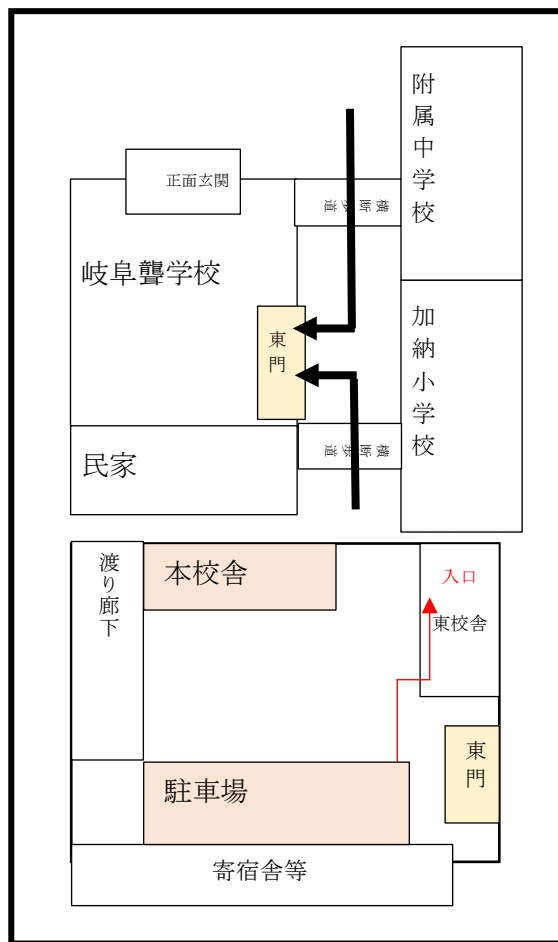 附属中学校
正面玄関
横断歩道
岐阜聾学校
加納小学校
東門
横断歩道
民家
渡り廊下
本校舎
入口
東校舎
東門
駐車場
寄宿舎等